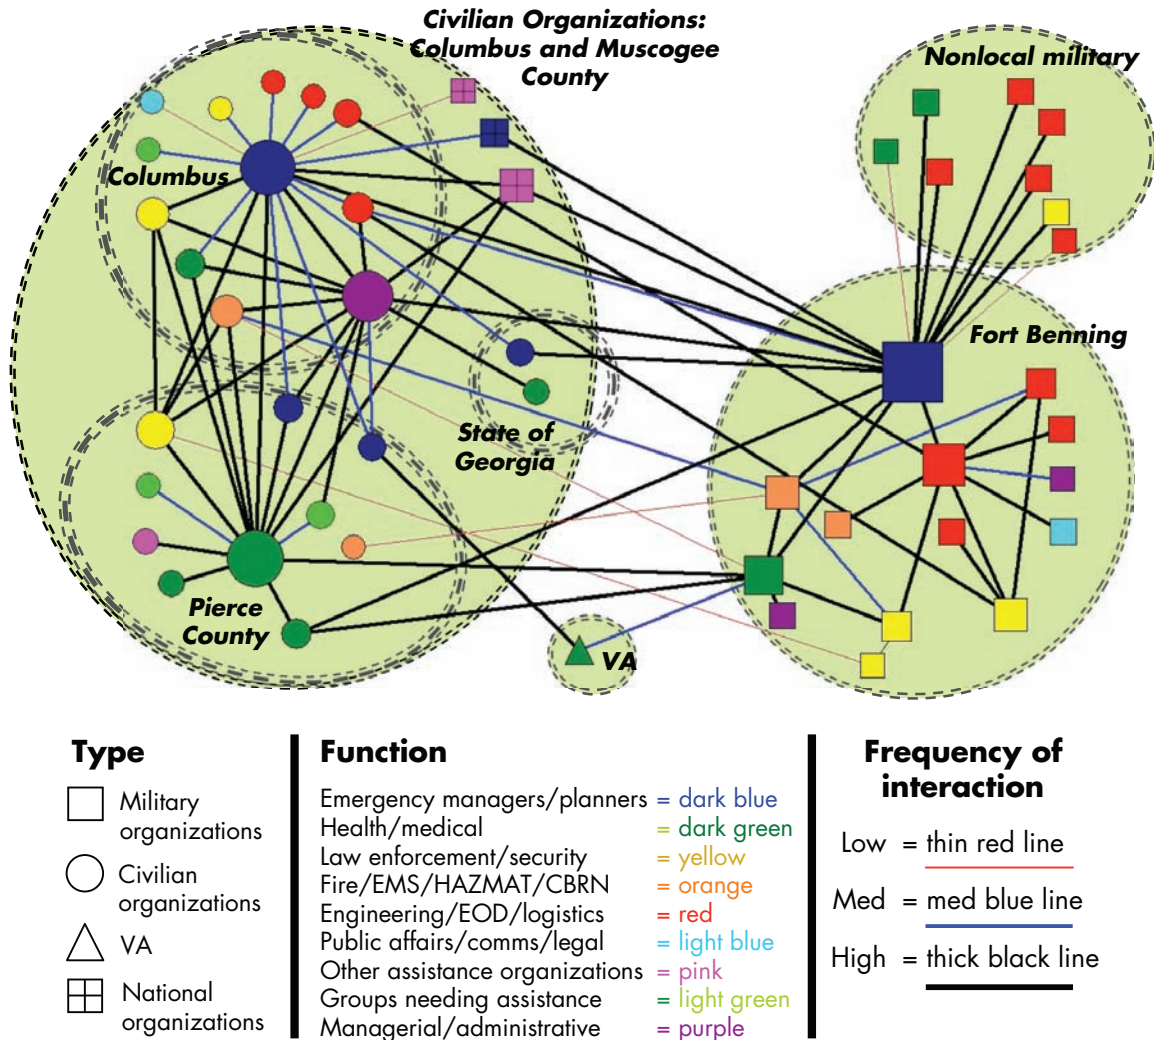 Civilian Organizations:
Columbus and Muscogee
County
Nonlocal military
Columbus
Fort Benning
State of
Georgia
Pierce
County
VA
Type
Military
organizations
Civilian
organizations
VA
National
organizations
Function
Emergency managers/planners = dark blue
Health/medical = dark green
Law enforcement/security = yellow
Fire/EMS/HAZMAT/CBRN = orange
Engineering/EOD/logistics = red
Public affairs/comms/legal = light blue
Other assistance organizations = pink
Groups needing assistance = light green
Managerial/administrative = purple
Frequency of
interaction
Low = thin red line
Med = med blue line
High = thick black line